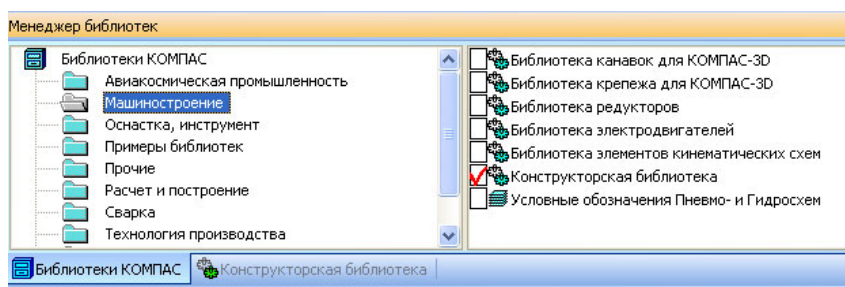 Менеджер библиотек
Библиотеки КОМПАС
Авиакосмическая промышленность
Машиностроение
Оснастка, инструмент
Примеры библиотек
Прочие
Расчет и построение
Сварка
Технология производства
Библиотека канавок для КОМПАС-3D
Библиотека крепежа для КОМПАС-3D
Библиотека редукторов
Библиотека электродвигателей
Библиотека элементов кинематических схем
Конструкторская библиотека
Условные обозначения Пневмо- и Гидросхем
Библиотеки КОМПАС
Конструкторская библиотека